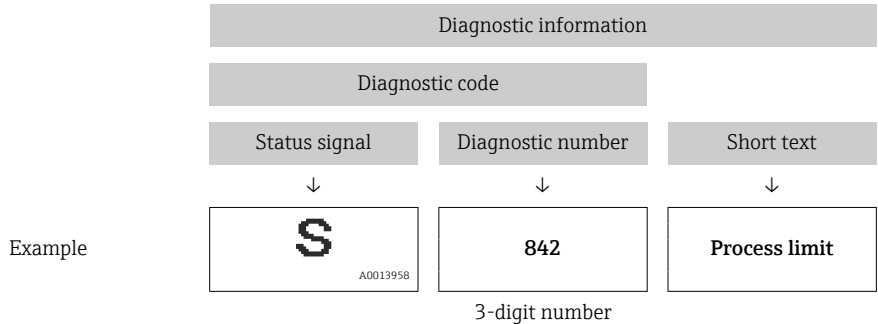 Diagnostic information
Diagnostic code
Status signal Diagnostic number Short text
↓ ↓ ↓
Example S 842 Process limit
A0013958
3-digit number